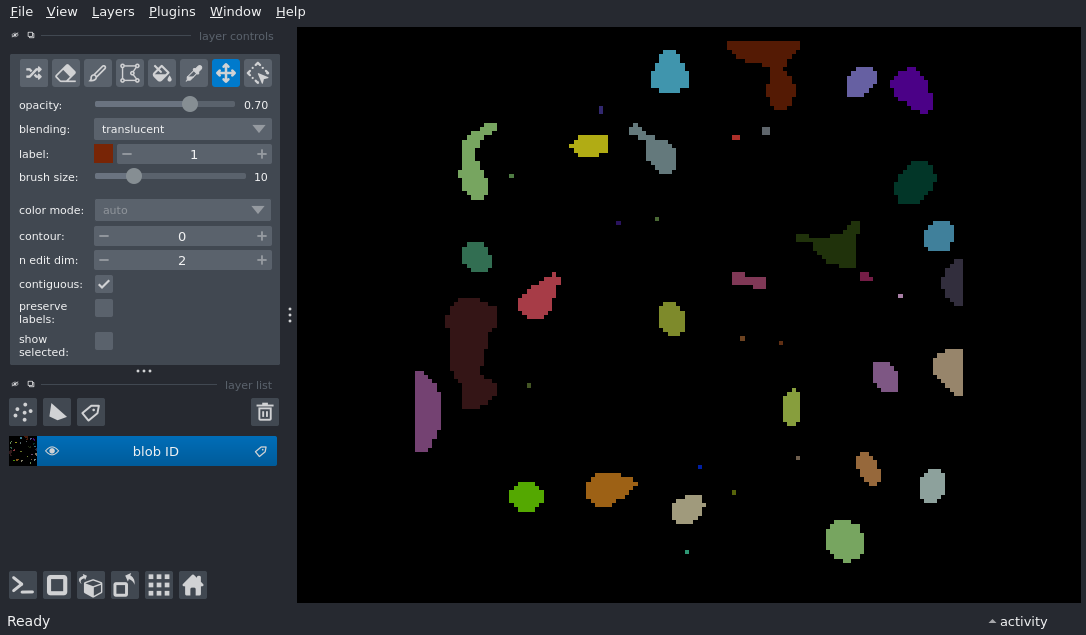 File View Layers Plugins Window Help
layer controls
opacity: 0.70
blending: translucent
label: 1
brush size: 10
color mode: auto
contour: 0
n edit dim: 2
contiguous:
preserve
labels:
show
selected:
layer list
blob ID
Ready
activity